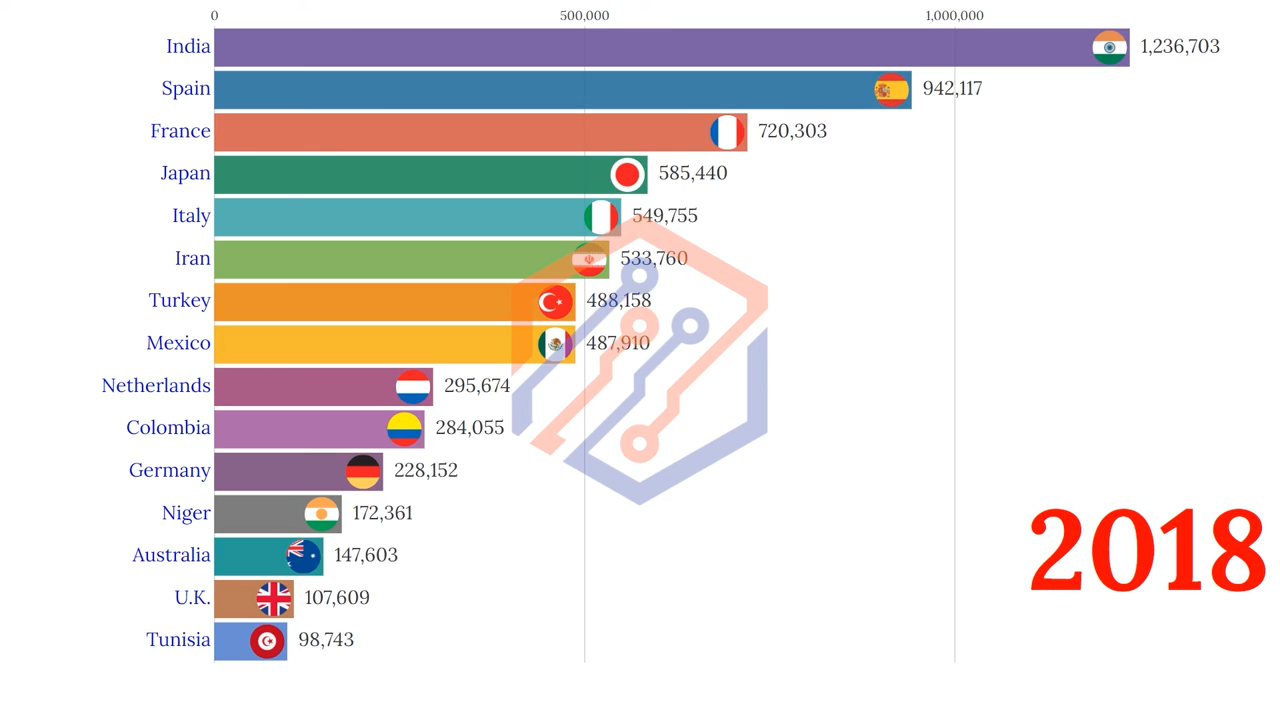 0 500,000 1,000,000
India 1,236,703
Spain 942,117
France 720,303
Japan 585,440
Italy 549,755
Iran 533,760
Turkey 488,158
Mexico 487,910
Netherlands 295,674
Colombia 284,055
Germany 228,152
Niger 172,361
Australia 147,603
U.K. 107,609
Tunisia 98,743
2018